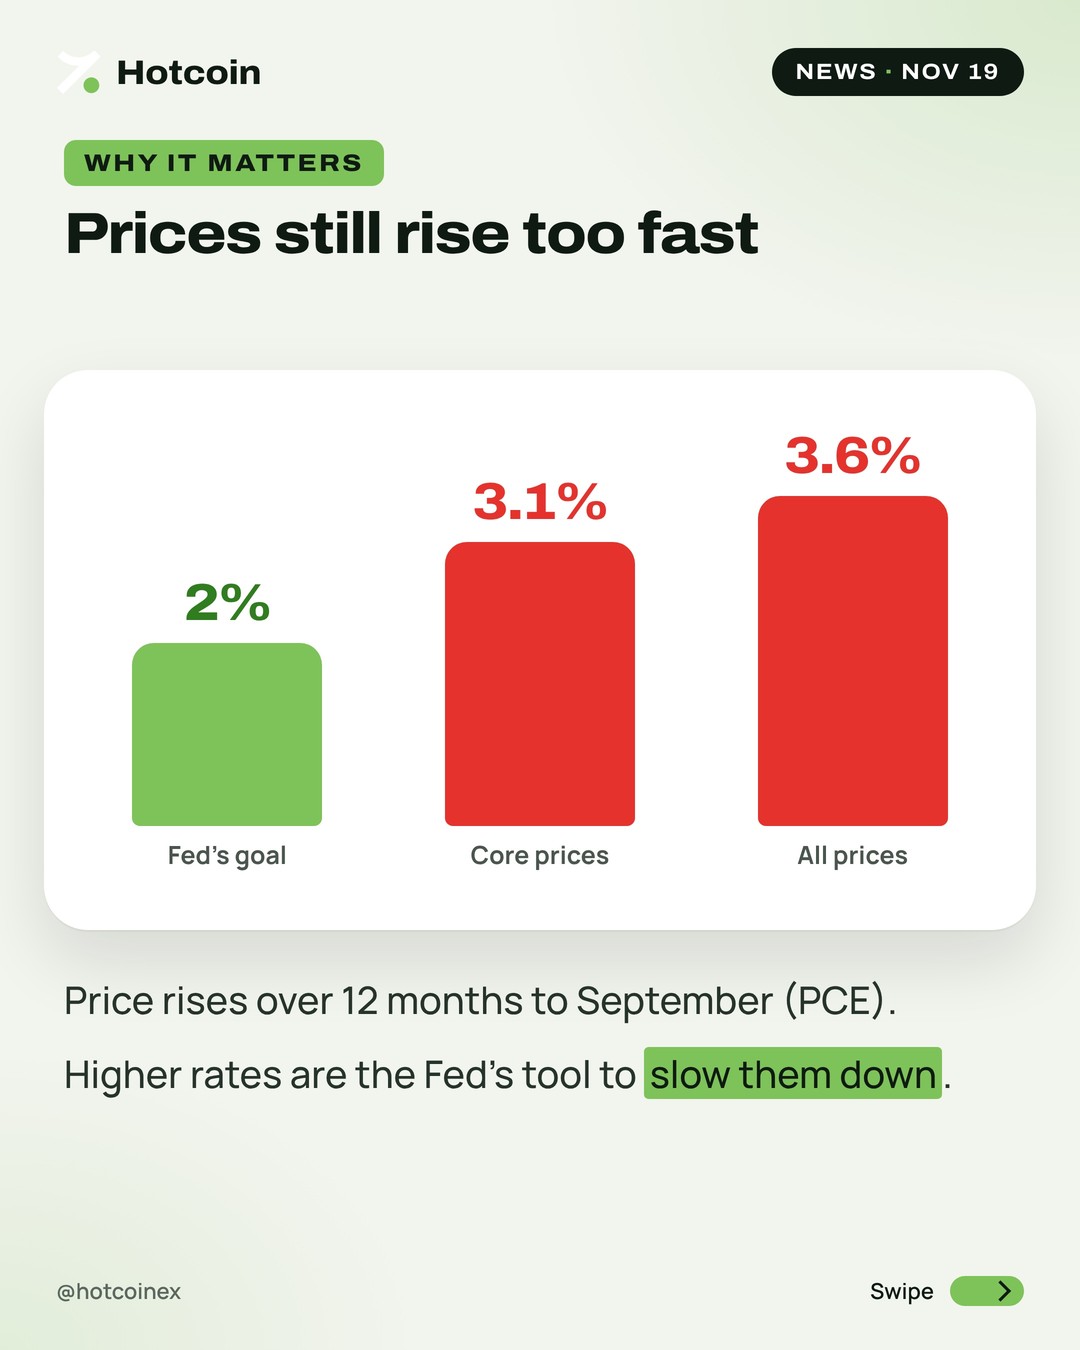 Hotcoin
NEWS · NOV 19
WHY IT MATTERS
Prices still rise too fast
2%
3.1%
3.6%
Fed’s goal
Core prices
All prices
Price rises over 12 months to September (PCE).
Higher rates are the Fed’s tool to slow them down.
@hotcoinex
Swipe